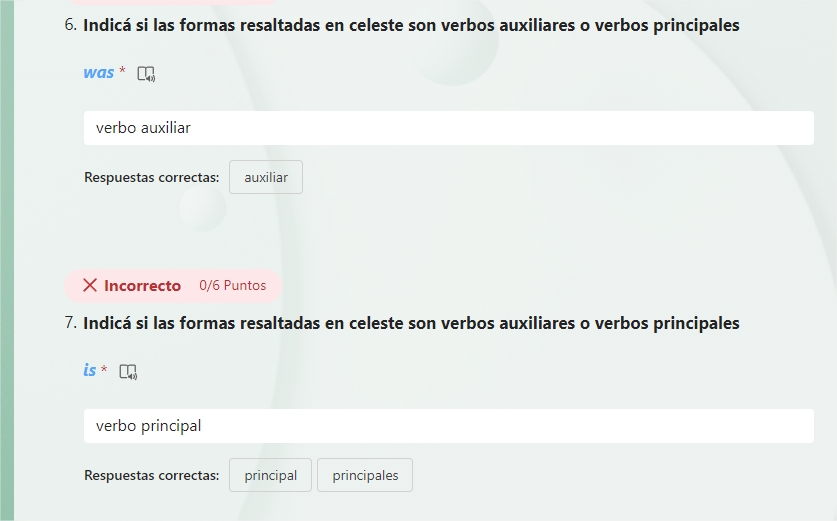 6. Indicá si las formas resaltadas en celeste son verbos auxiliares o verbos principales
was *
verbo auxiliar
Respuestas correctas: auxiliar
Incorrecto 0/6 Puntos
7. Indicá si las formas resaltadas en celeste son verbos auxiliares o verbos principales
is *
verbo principal
Respuestas correctas: principal principales